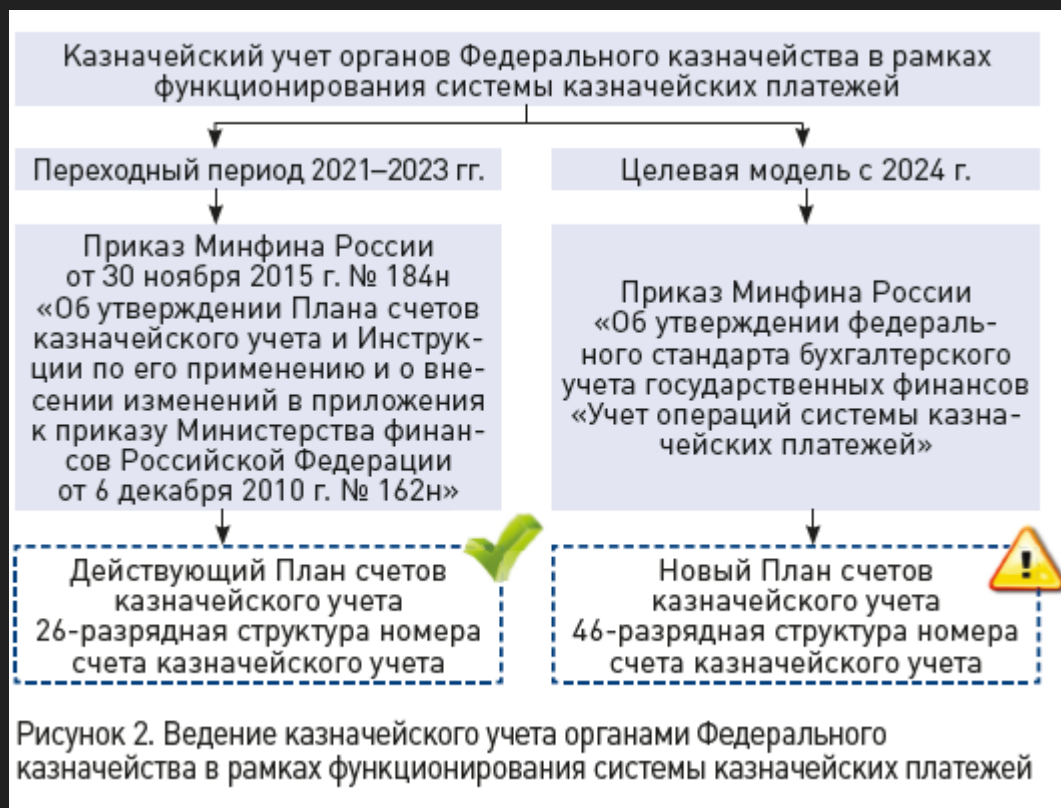 Казначейский учет органов Федерального казначейства в рамках
функционирования системы казначейских платежей
Переходный период 2021–2023 гг.
Целевая модель с 2024 г.
Приказ Минфина России
от 30 ноября 2015 г. № 184н
«Об утверждении Плана счетов
казначейского учета и Инструк-
ции по его применению и о вне-
сении изменений в приложения
к приказу Министерства финан-
сов Российской Федерации
от 6 декабря 2010 г. № 162н»
Приказ Минфина России
«Об утверждении федераль-
ного стандарта бухгалтерского
учета государственных финансов
«Учет операций системы казна-
чейских платежей»
Действующий План счетов
казначейского учета
26-разрядная структура номера
счета казначейского учета
Новый План счетов
казначейского учета
46-разрядная структура номера
счета казначейского учета
Рисунок 2. Ведение казначейского учета органами Федерального
казначейства в рамках функционирования системы казначейских платежей